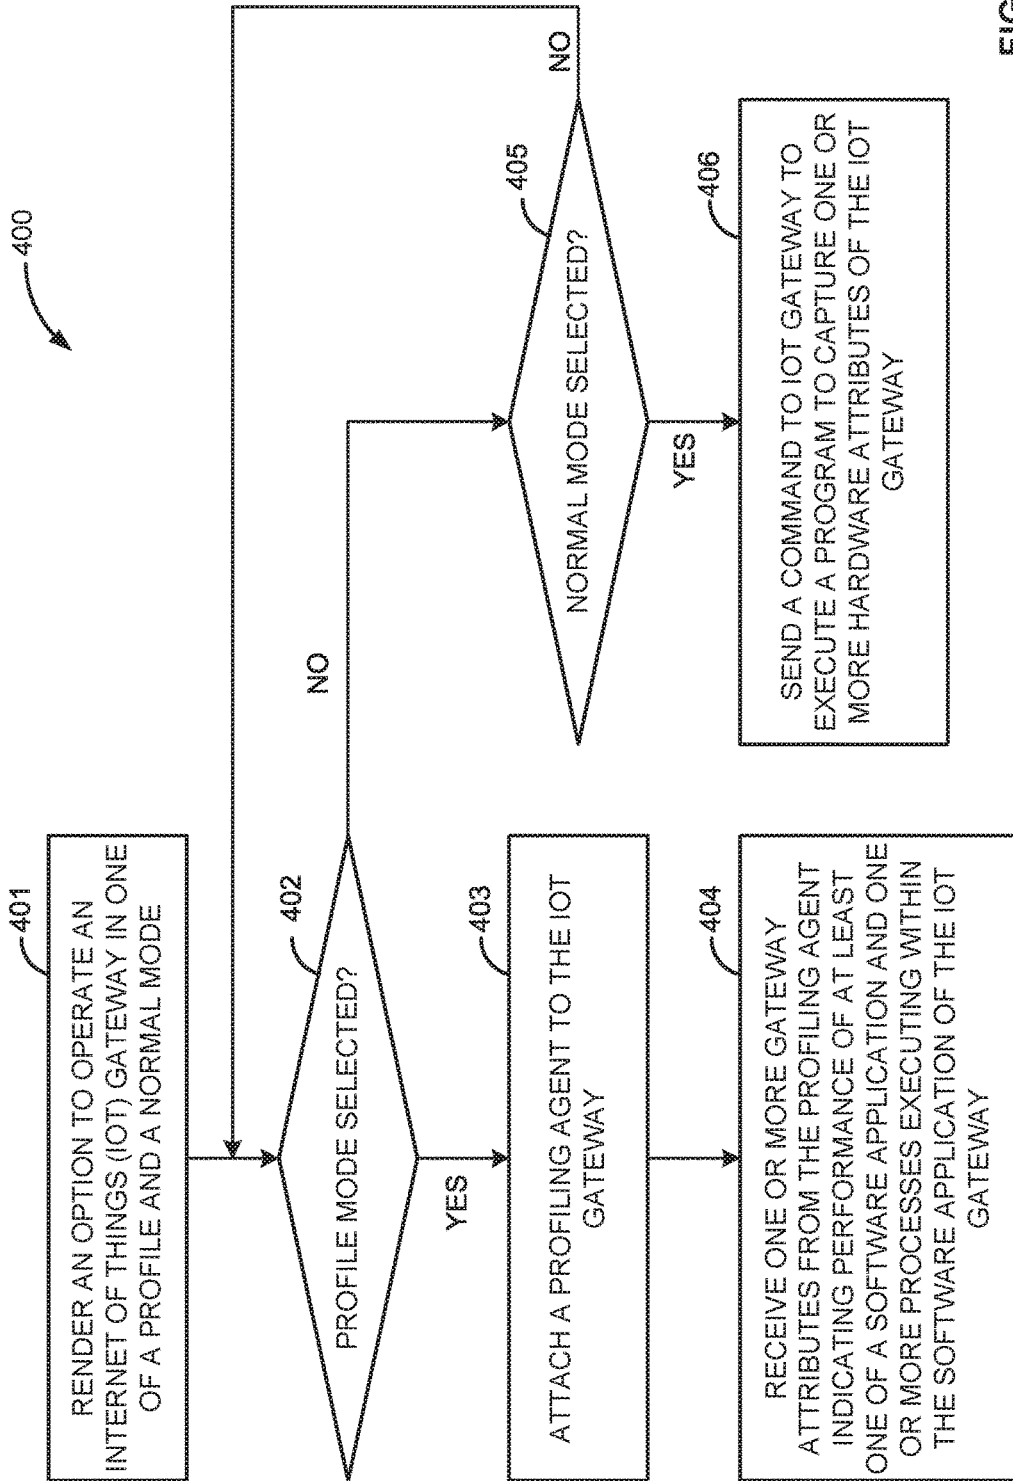 400
401
RENDER AN OPTION TO OPERATE AN
INTERNET OF THINGS (IOT) GATEWAY IN ONE
OF A PROFILE AND A NORMAL MODE
402
PROFILE MODE SELECTED?
NO
YES
403
ATTACH A PROFILING AGENT TO THE IOT
GATEWAY
404
RECEIVE ONE OR MORE GATEWAY
ATTRIBUTES FROM THE PROFILING AGENT
INDICATING PERFORMANCE OF AT LEAST
ONE OF A SOFTWARE APPLICATION AND ONE
OR MORE PROCESSES EXECUTING WITHIN
THE SOFTWARE APPLICATION OF THE IOT
GATEWAY
405
NORMAL MODE SELECTED?
NO
YES
406
SEND A COMMAND TO IOT GATEWAY TO
EXECUTE A PROGRAM TO CAPTURE ONE OR
MORE HARDWARE ATTRIBUTES OF THE IOT
GATEWAY